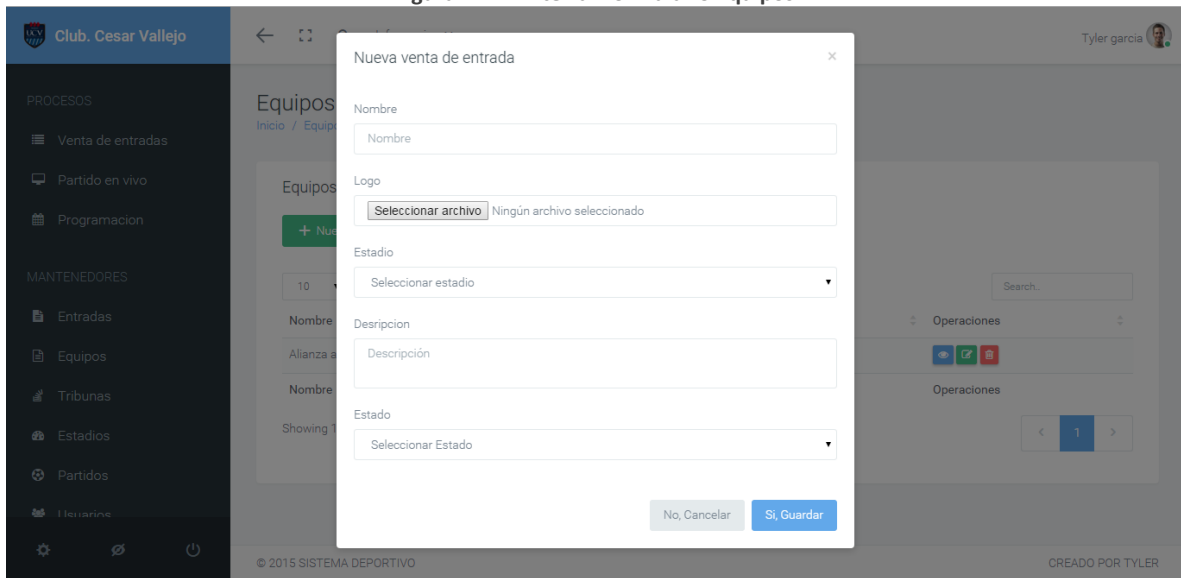 UCV Club. Cesar Vallejo
Tyler garcia
PROCESOS
Venta de entradas
Partido en vivo
Programacion
MANTENEDORES
Entradas
Equipos
Tribunas
Estadios
Partidos
Usuarios
Equipos
Inicio / Equip
Equipos
+ Nue
10
Search..
Nombre
Operaciones
Alianza a
Nombre
Operaciones
Showing 1
< 1 >
Nueva venta de entrada ×
Nombre
Nombre
Logo
Seleccionar archivo Ningún archivo seleccionado
Estadio
Seleccionar estadio
Desripcion
Descripción
Estado
Seleccionar Estado
No, Cancelar Si, Guardar
© 2015 SISTEMA DEPORTIVO
CREADO POR TYLER